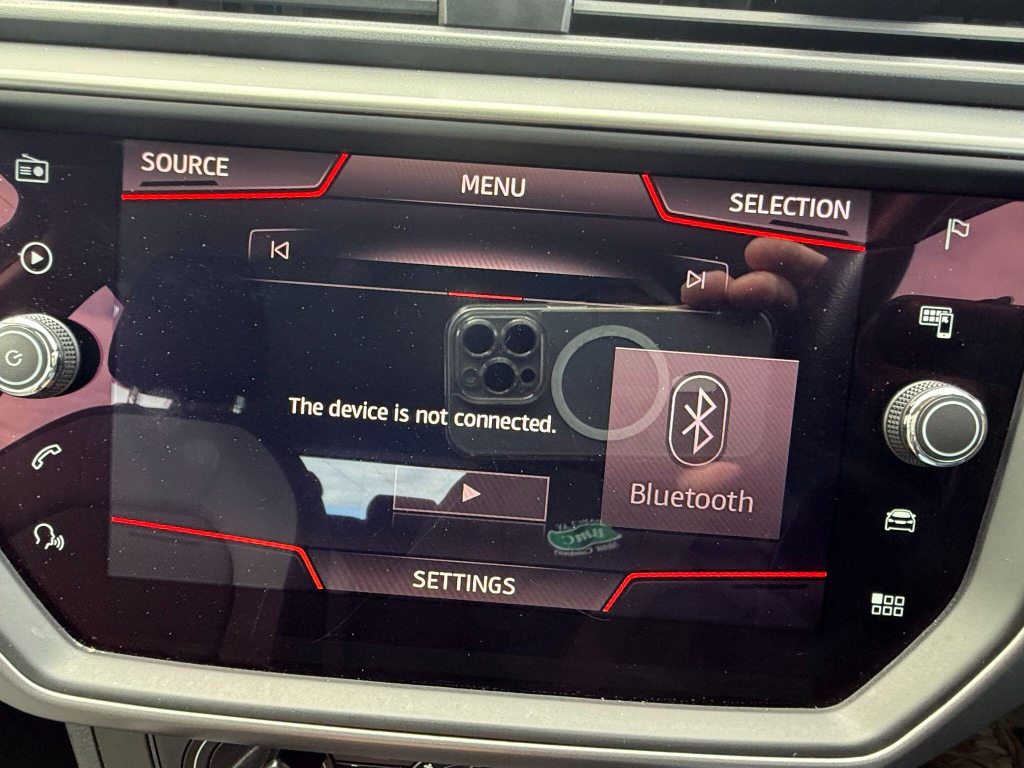 SOURCE
MENU
SELECTION
The device is not connected.
Bluetooth
SETTINGS